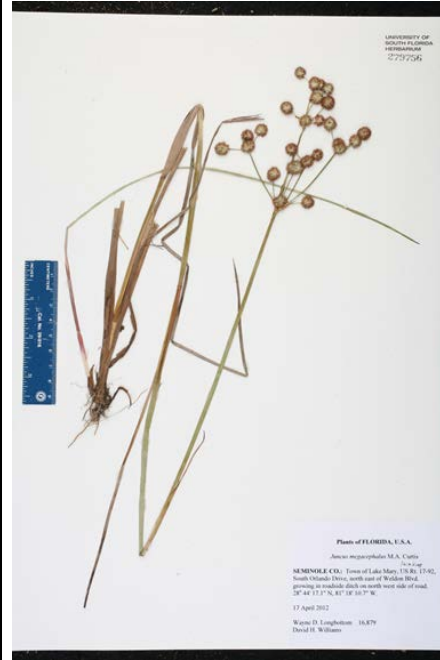 UNIVERSITY OF
SOUTH FLORIDA
HERBARIUM
279756
Plants of FLORIDA, U.S.A.
Juncus megacephalus M.A. Curtis
SEMINOLE CO.: Town of Lake Mary, US Rt. 17-92,
South Orlando Drive, north east of Weldon Blvd.
growing in roadside ditch on north west side of road.
28° 44' 17.1" N, 81° 18' 10.7" W.
17 April 2012
Wayne D. Longbottom 16,879
David H. Williams